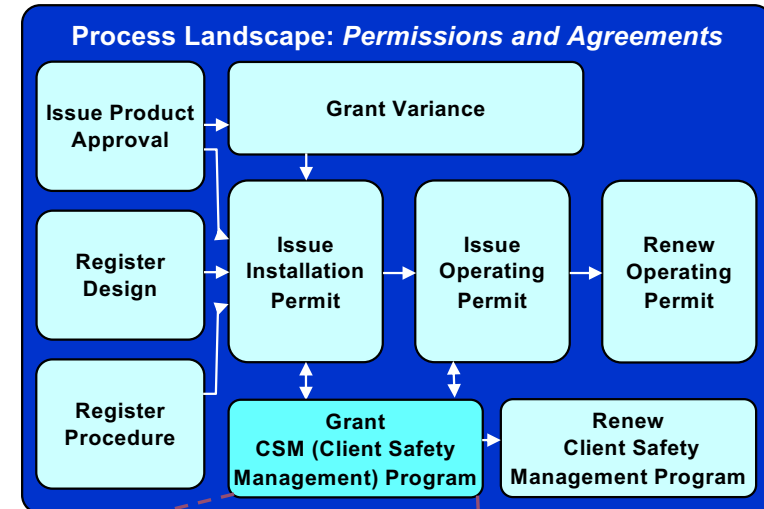 Process Landscape: Permissions and Agreements
Issue Product
Approval
Grant Variance
Register
Design
Issue
Installation
Permit
Issue
Operating
Permit
Renew
Operating
Permit
Register
Procedure
Grant
CSM (Client Safety
Management) Program
Renew
Client Safety
Management Program